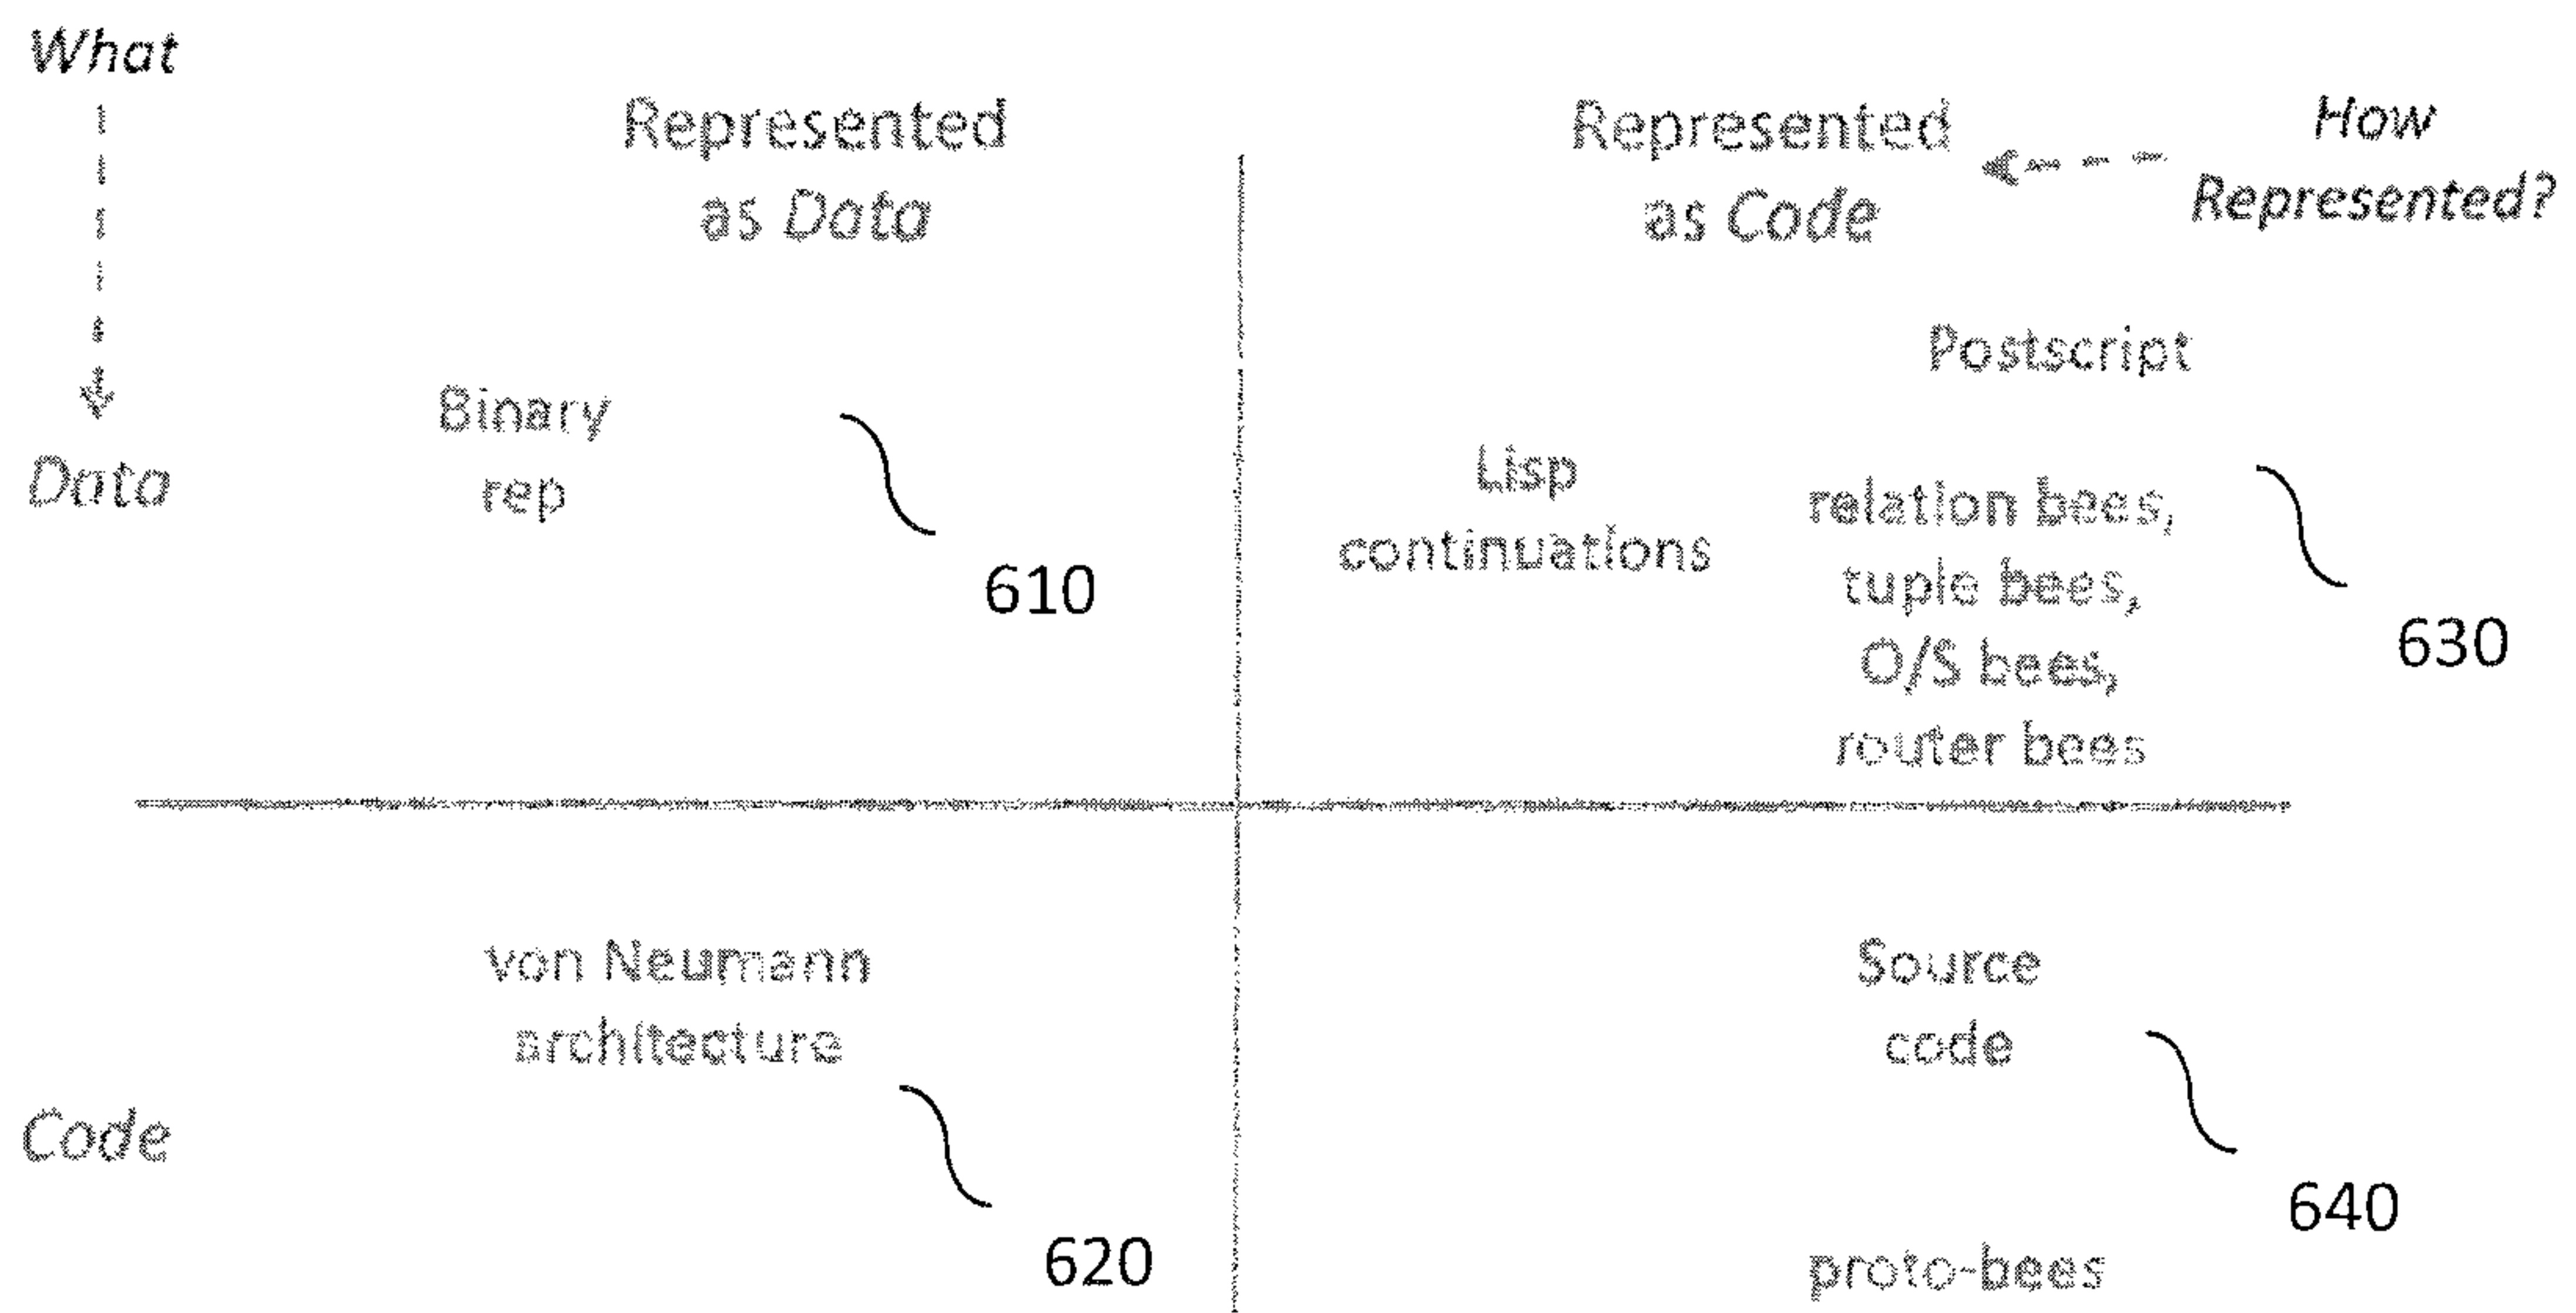 What
Represented
as Data
Represented
as Code
How
Represented?
Data
Binary
rep
610
Postscript
Lisp
continuations
relation bees,
tuple bees,
O/S bees,
router bees
630
Code
von Neumann
architecture
620
Source
code
640
proto-bees